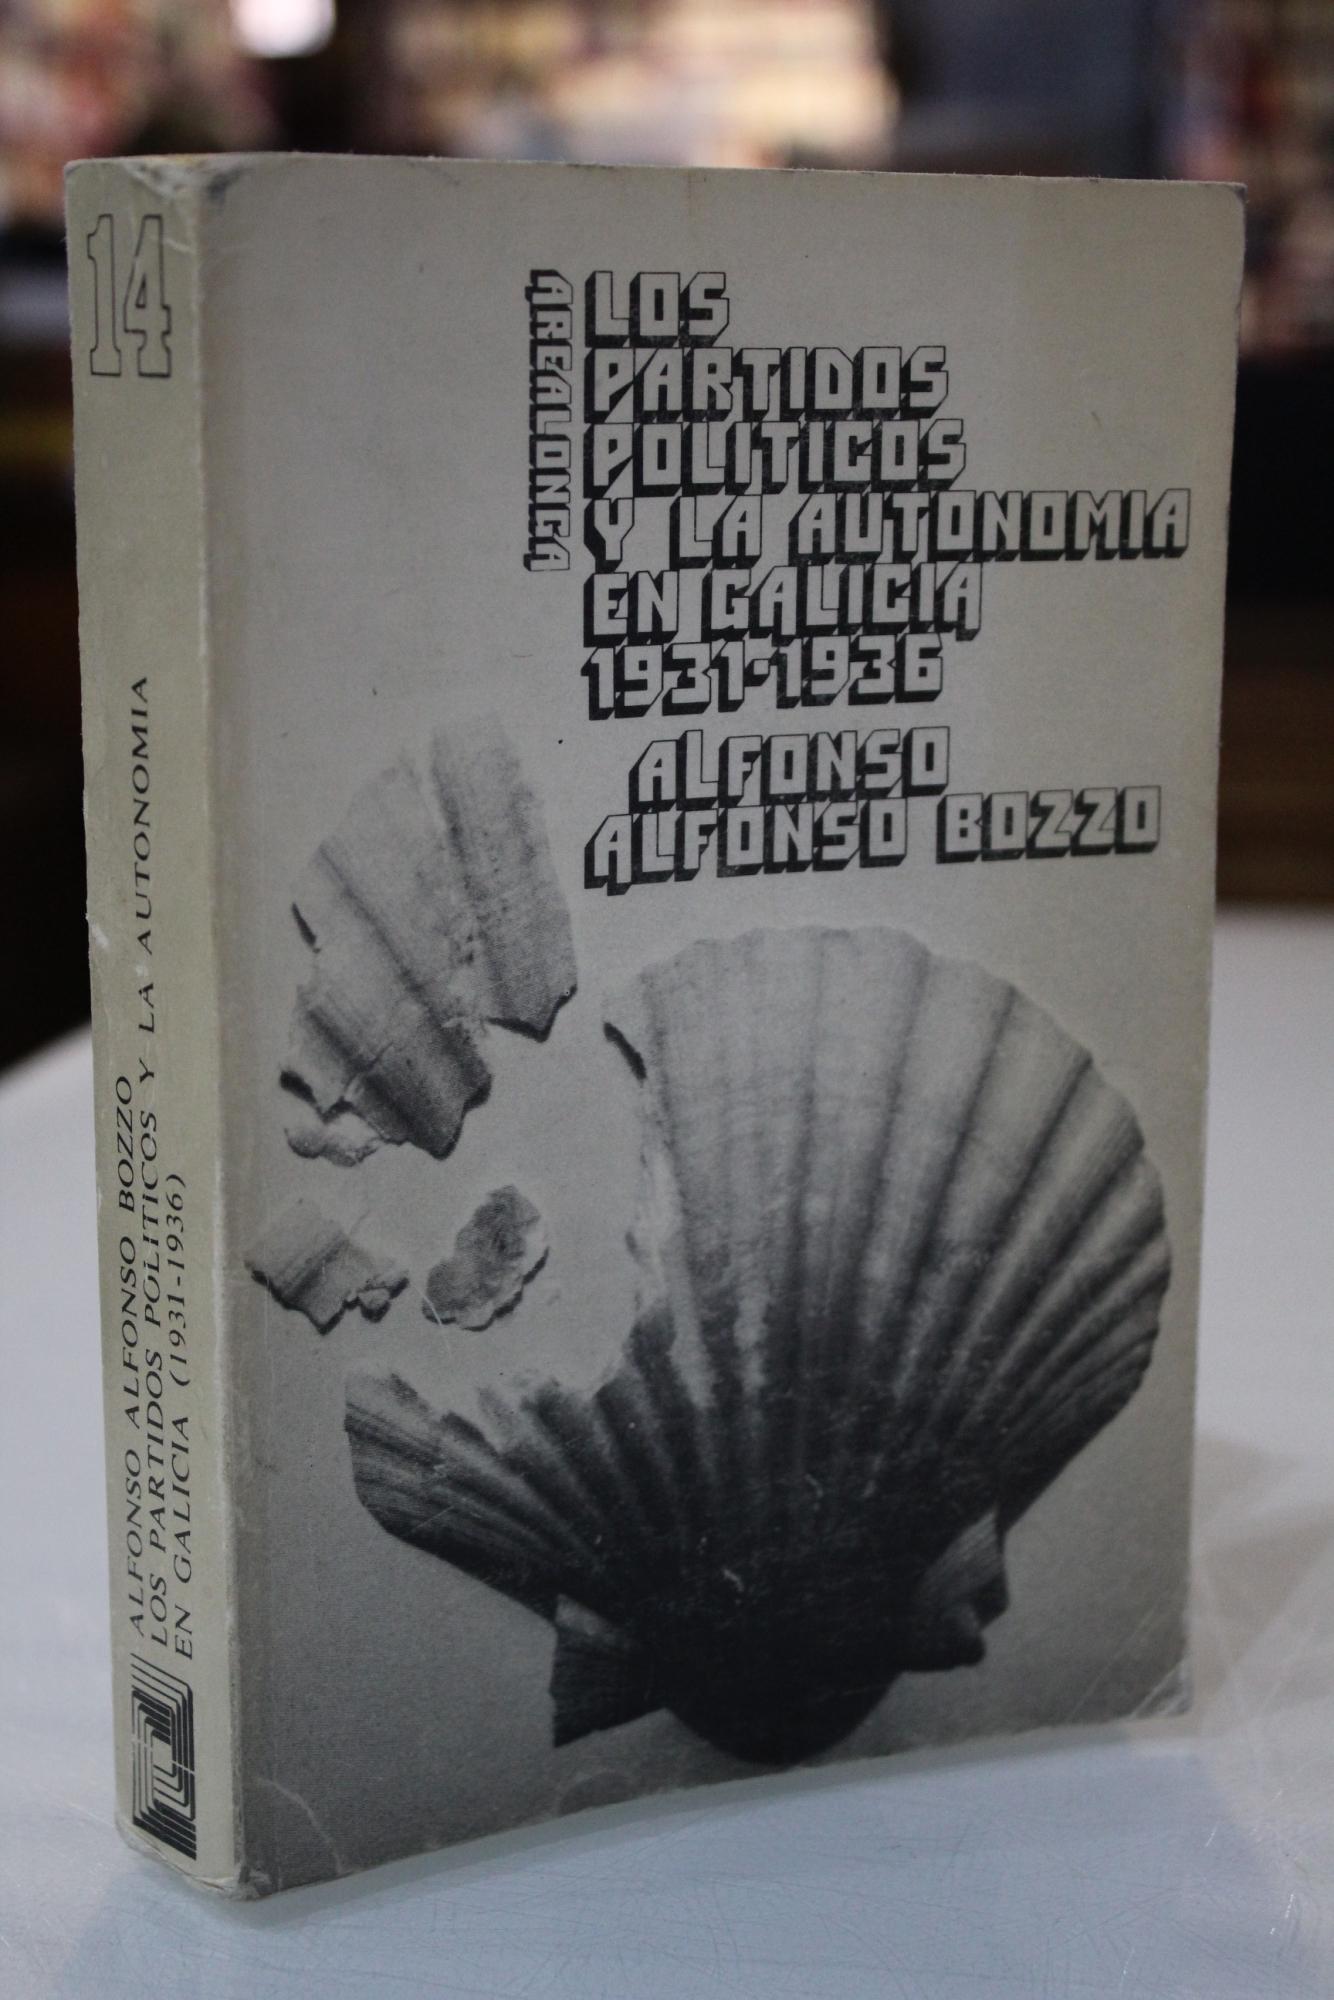 14
ALFONSO ALFONSO BOZZO
LOS PARTIDOS POLITICOS Y LA AUTONOMIA
EN GALICIA (1931-1936)
AREALONGA
LOS
PARTIDOS
POLITICOS
Y LA AUTONOMIA
EN GALICIA
1931-1936
ALFONSO
ALFONSO BOZZO